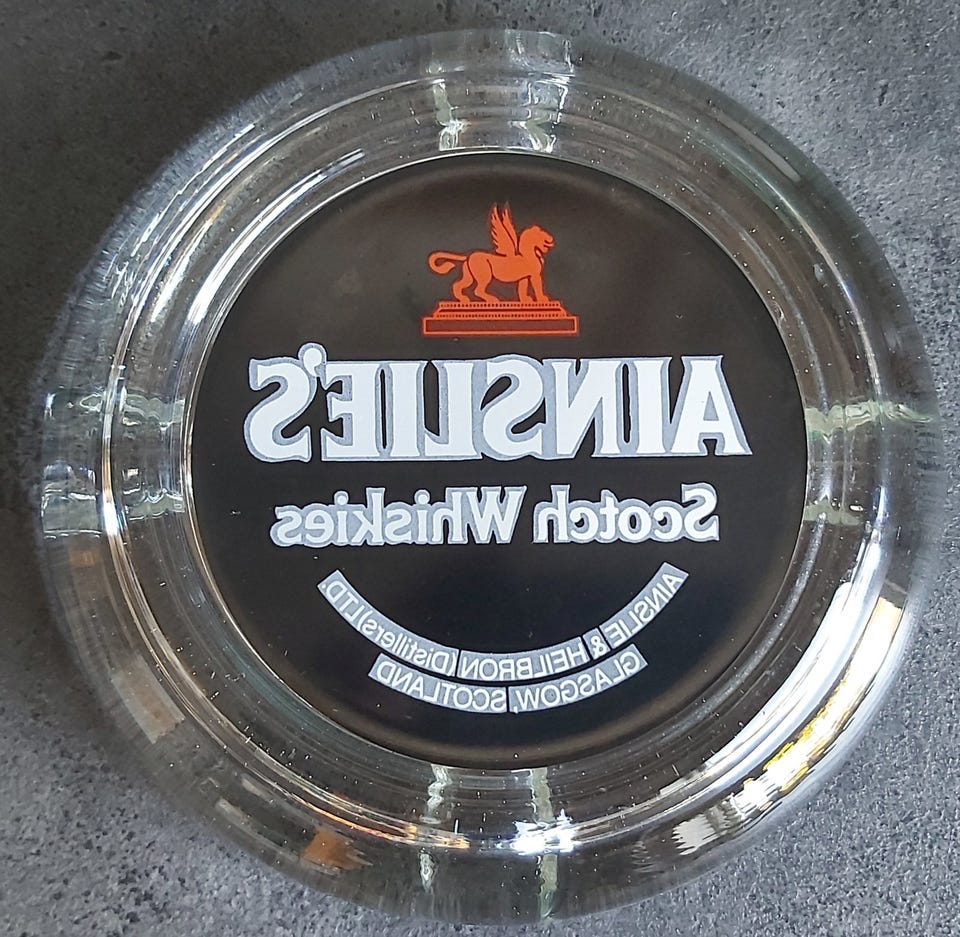 AINSLIE'S
Scotch Whiskies
AINSLIE & HEILBRON (Distillers) LTD.
GLASGOW, SCOTLAND